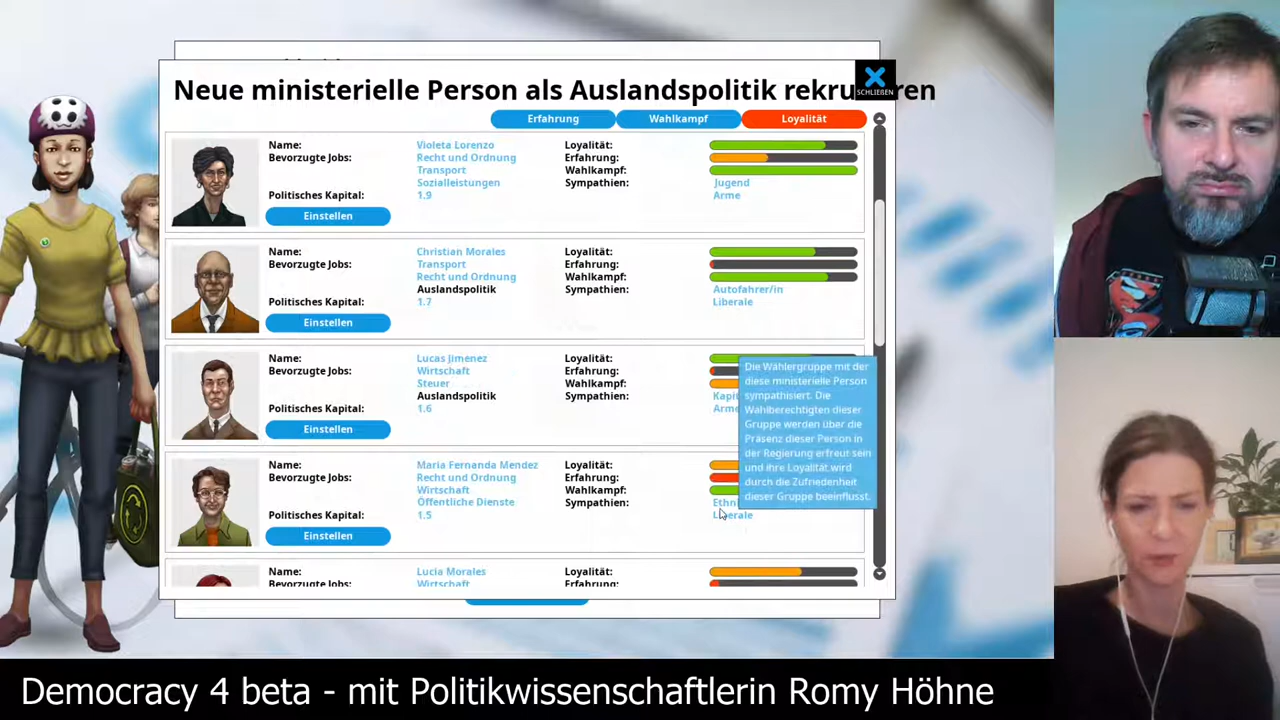 Neue ministerielle Person als Auslandspolitik rekru ren
SCHLIEßEN
Erfahrung Wahlkampf Loyalität
Name: Violeta Lorenzo Loyalität:
Bevorzugte Jobs: Recht und Ordnung Erfahrung:
Transport Wahlkampf:
Sozialleistungen Sympathien: Jugend
Politisches Kapital: 1.9 Arme
Einstellen
Name: Christian Morales Loyalität:
Bevorzugte Jobs: Transport Erfahrung:
Recht und Ordnung Wahlkampf:
Auslandspolitik Sympathien: Autofahrer/in
Politisches Kapital: 1.7 Liberale
Einstellen
Name: Lucas Jimenez Loyalität:
Bevorzugte Jobs: Wirtschaft Erfahrung:
Steuer Wahlkampf:
Auslandspolitik Sympathien:
Politisches Kapital: 1.6 Arme
Einstellen
Die Wählergruppe mit der
diese ministerielle Person
sympathisiert. Die
Wahlberechtigten dieser
Gruppe werden über die
Präsenz dieser Person in
der Regierung erfreut sein
und ihre Loyalität wird
durch die Zufriedenheit
dieser Gruppe beeinflusst.
Name: Maria Fernanda Mendez Loyalität:
Bevorzugte Jobs: Recht und Ordnung Erfahrung:
Wirtschaft Wahlkampf:
Öffentliche Dienste Sympathien:
Politisches Kapital: 1.5 Liberale
Einstellen
Name: Lucia Morales Loyalität:
Bevorzugte Jobs: Wirtschaft Erfahrung:
Democracy 4 beta - mit Politikwissenschaftlerin Romy Höhne